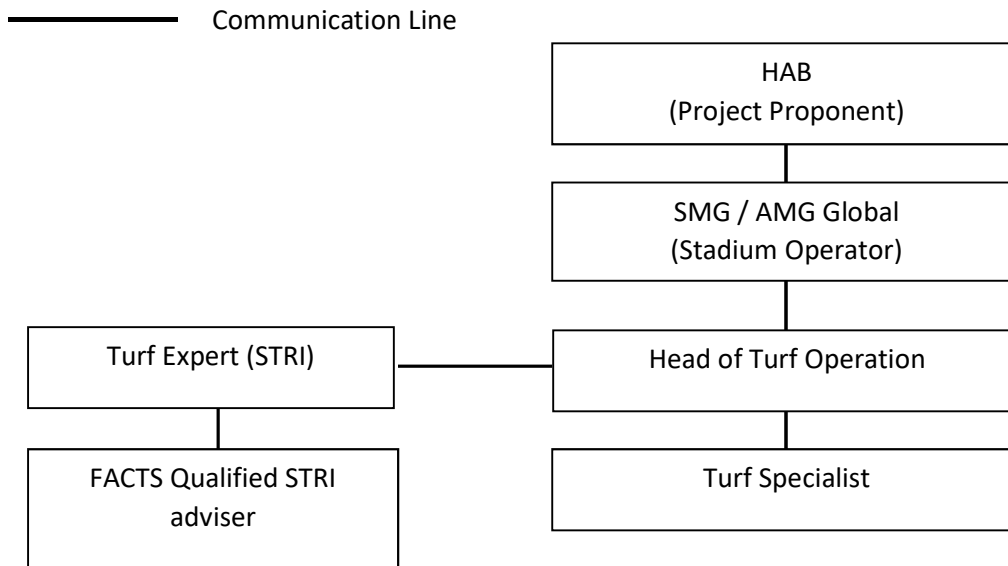 Communication Line
HAB
(Project Proponent)
SMG / AMG Global
(Stadium Operator)
Turf Expert (STRI)
Head of Turf Operation
FACTS Qualified STRI
adviser
Turf Specialist